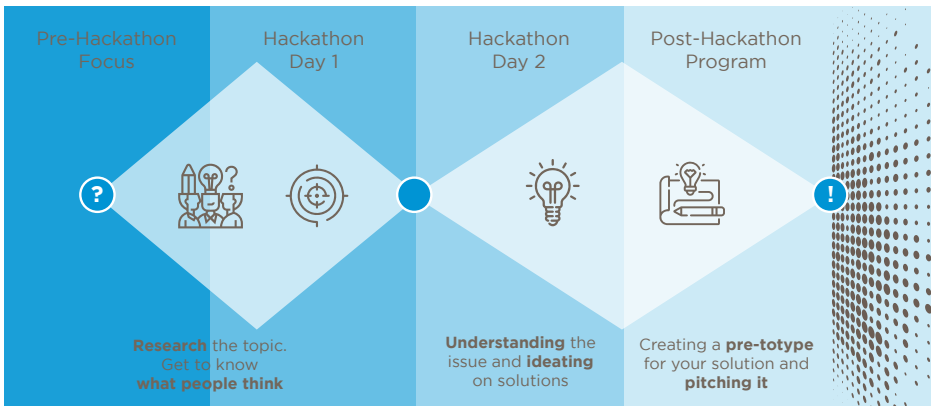 Pre-Hackathon
Focus
Hackathon
Day 1
Hackathon
Day 2
Post-Hackathon
Program
?
?
!
Research the topic.
Get to know
what people think
Understanding the
issue and ideating
on solutions
Creating a pre-totype
for your solution and
pitching it